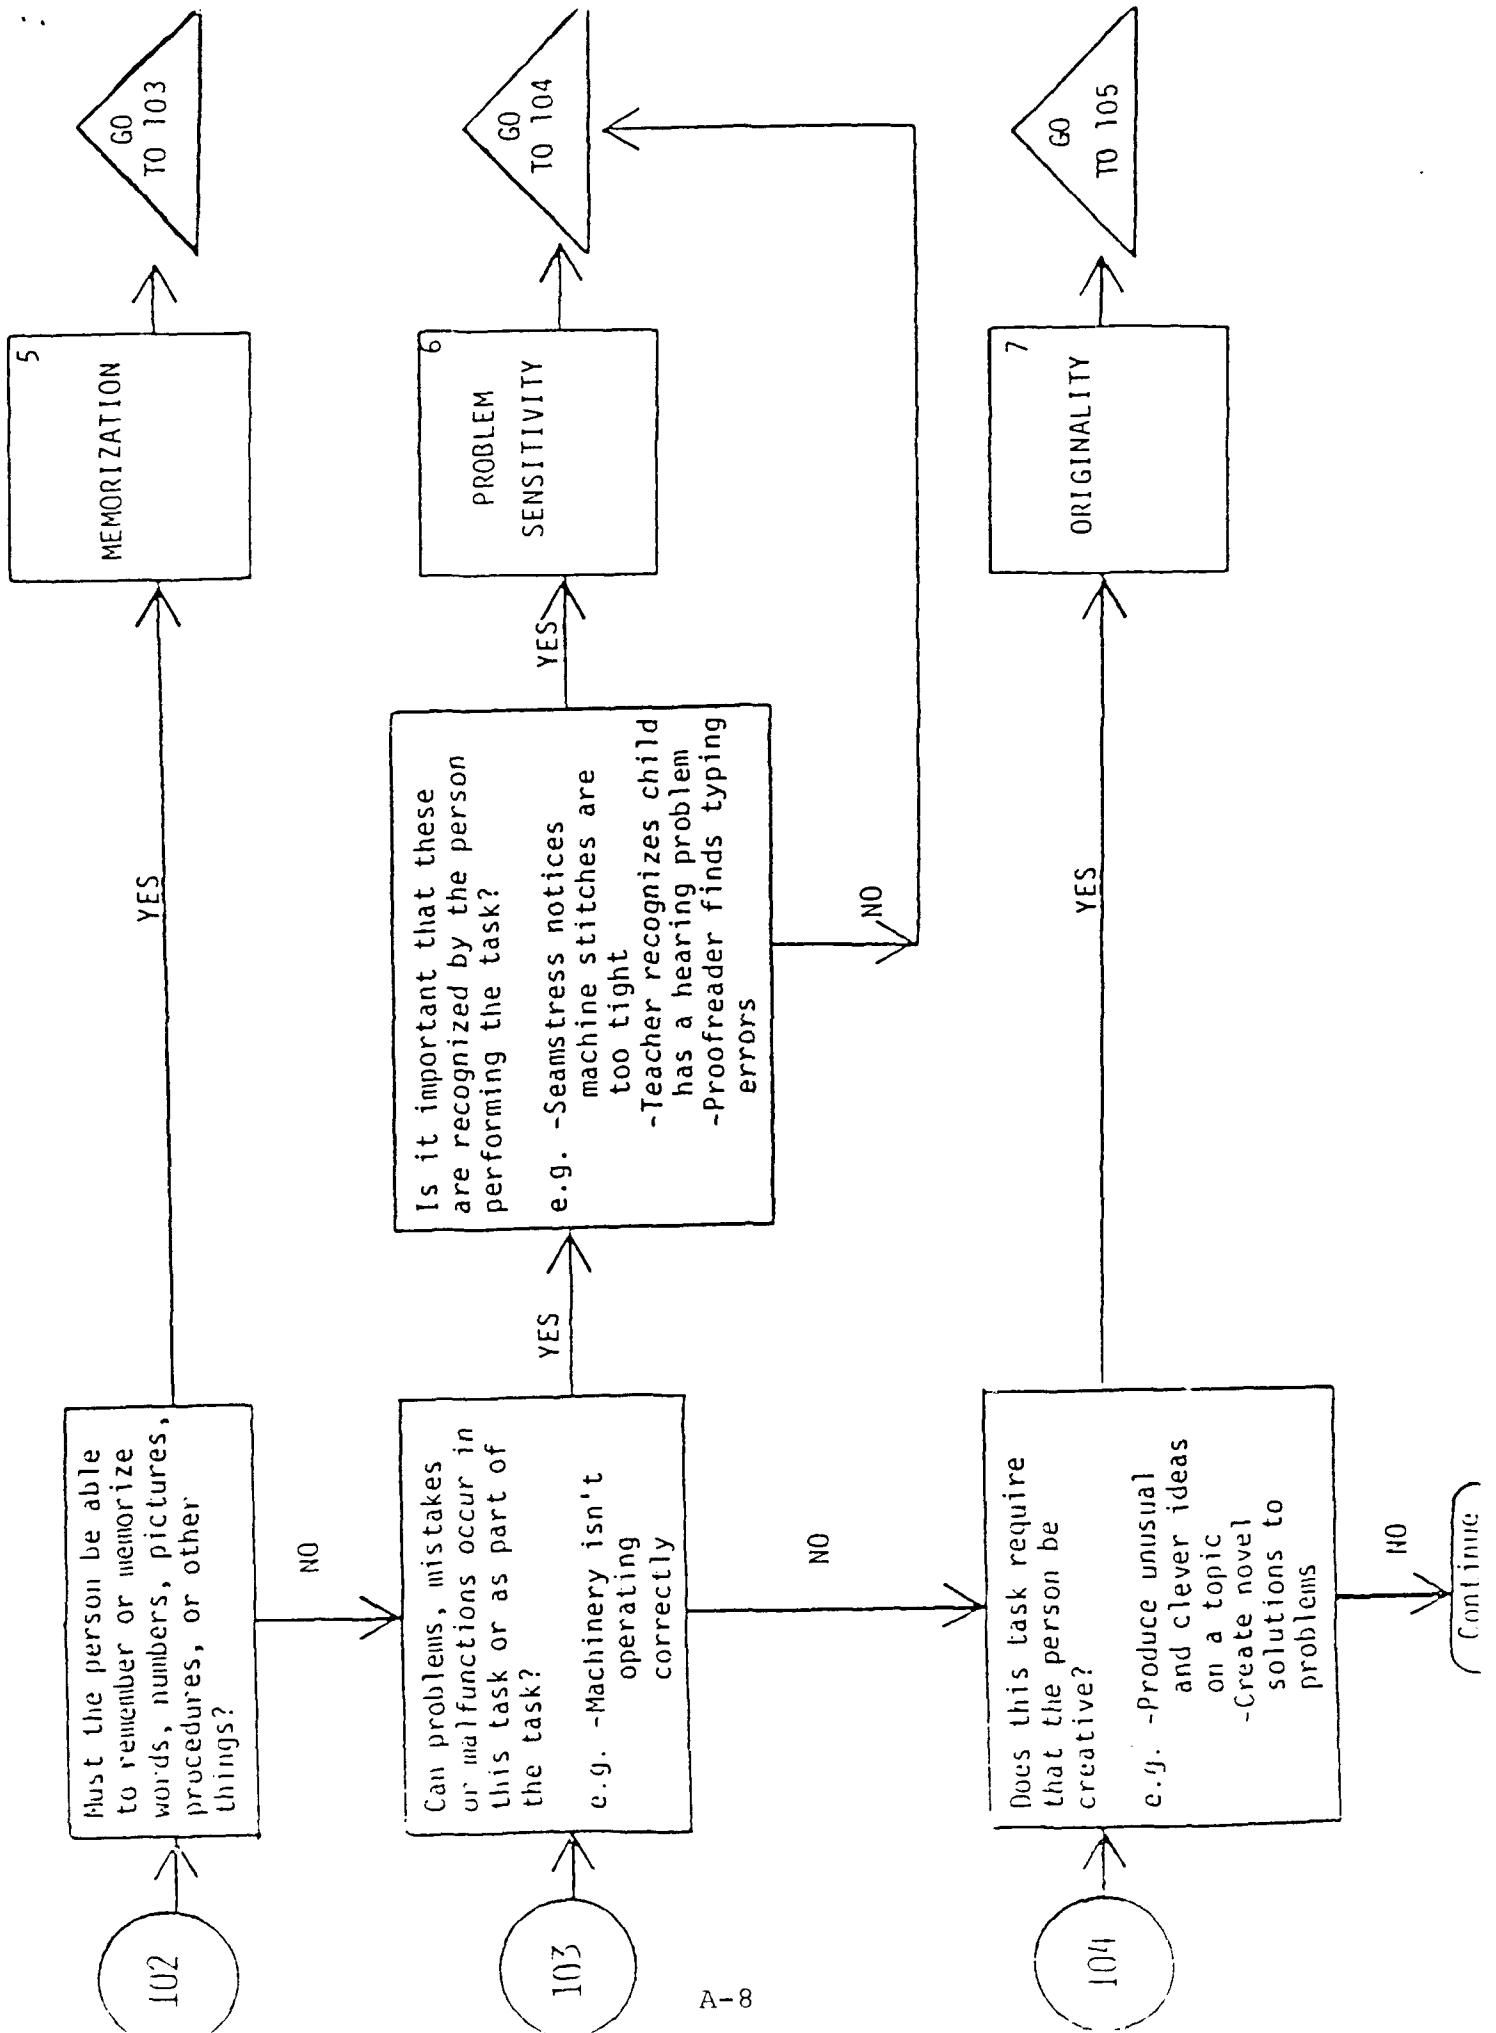 102
Must the person be able
to remember or memorize
words, numbers, pictures,
procedures, or other
things?
YES
5
MEMORIZATION
GO
TO 103
NO
103
Can problems, mistakes
or malfunctions occur in
this task or as part of
the task?
e.g. -Machinery isn't
operating
correctly
YES
Is it important that these
are recognized by the person
performing the task?
e.g. -Seamstress notices
machine stitches are
too tight
-Teacher recognizes child
has a hearing problem
-Proofreader finds typing
errors
YES
6
PROBLEM
SENSITIVITY
GO
TO 104
NO
NO
104
Does this task require
that the person be
creative?
e.g. -Produce unusual
and clever ideas
on a topic
-Create novel
solutions to
problems
YES
7
ORIGINALITY
GO
TO 105
NO
Continue
A-8